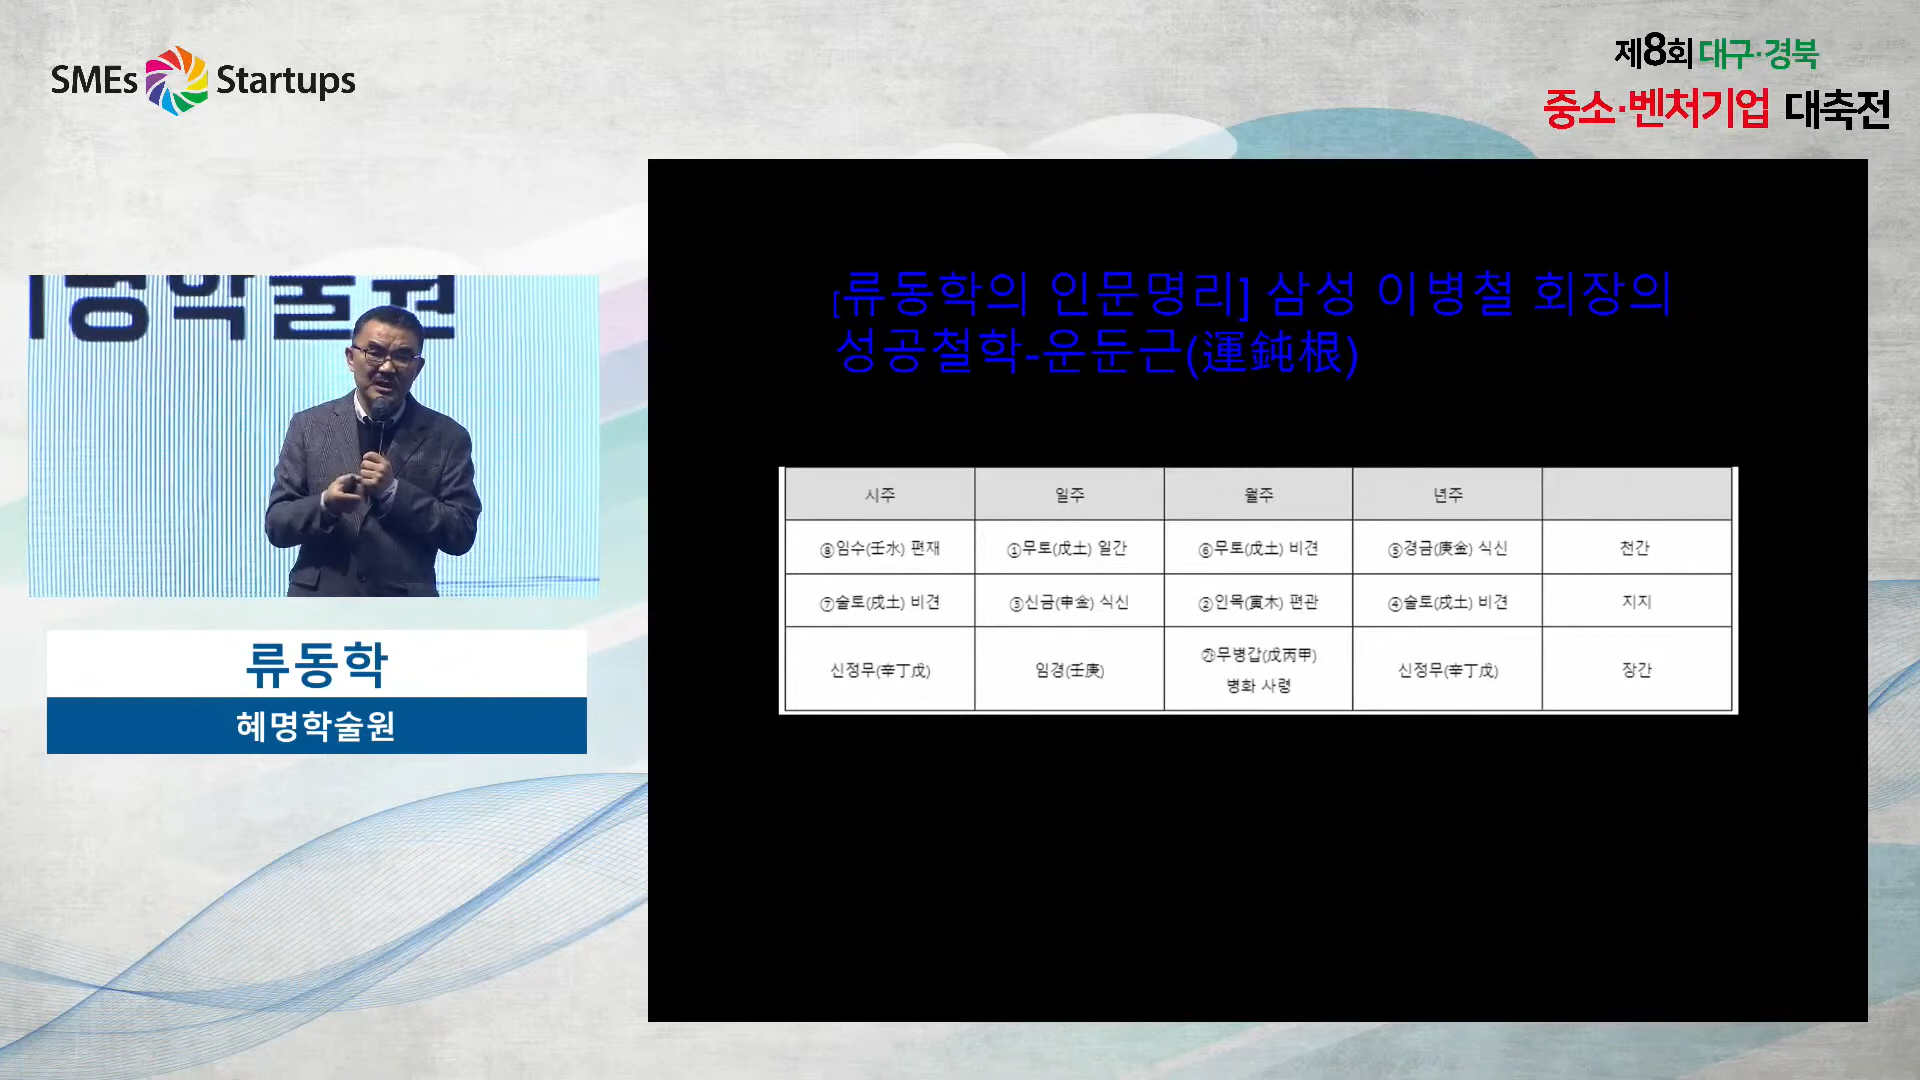 SMEs Startups
제8회 대구·경북
중소·벤처기업 대축전
명학술원
류동학
혜명학술원
[류동학의 인문명리] 삼성 이병철 회장의
성공철학-운둔근(運鈍根)
시주 일주 월주 년주
⑧임수(壬水) 편재 ①무토(戊土) 일간 ⑥무토(戊土) 비견 ⑤경금(庚金) 식신 천간
⑦술토(戌土) 비견 ③신금(申金) 식신 ②인목(寅木) 편관 ④술토(戌土) 비견 지지
신정무(辛丁戊) 임경(壬庚) 무병갑(戊丙甲) 신정무(辛丁戊) 장간
병화 사령